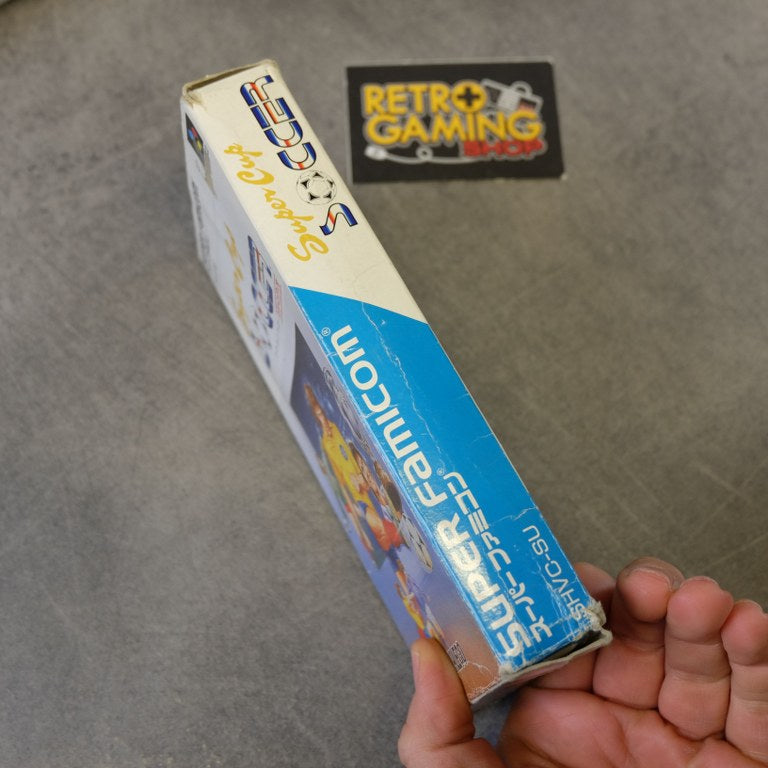 RETRO
GAMING
SHOP
Super Cup
SOCCER
SUPER Famicom®
スーパーファミコン®
SHVC-SU